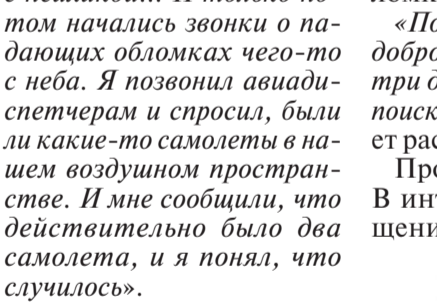 том начались звонки о па-
дающих обломках чего-то
с неба. Я позвонил авиади-
спетчерам и спросил, были
ли какие-то самолеты в на-
шем воздушном простран-
стве. И мне сообщили, что
действительно было два
самолета, и я понял, что
случилось».
«По
добро
три д
поиск
ет рас
Про
В инт
щени